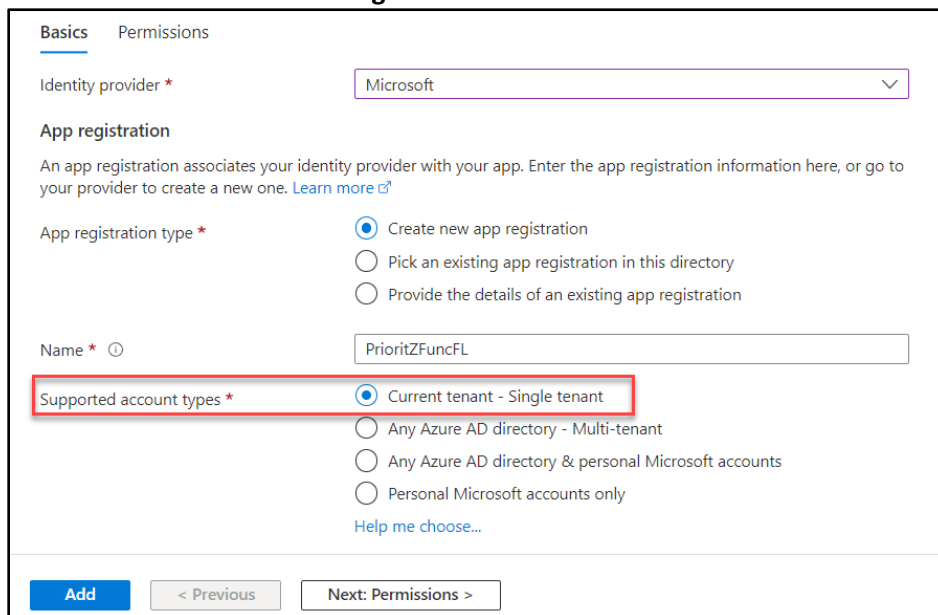 Basics Permissions
Identity provider * Microsoft
App registration
An app registration associates your identity provider with your app. Enter the app registration information here, or go to
your provider to create a new one. Learn more
App registration type * Create new app registration
Pick an existing app registration in this directory
Provide the details of an existing app registration
Name * PrioritZFuncFL
Supported account types * Current tenant - Single tenant
Any Azure AD directory - Multi-tenant
Any Azure AD directory & personal Microsoft accounts
Personal Microsoft accounts only
Help me choose...
Add < Previous Next: Permissions >